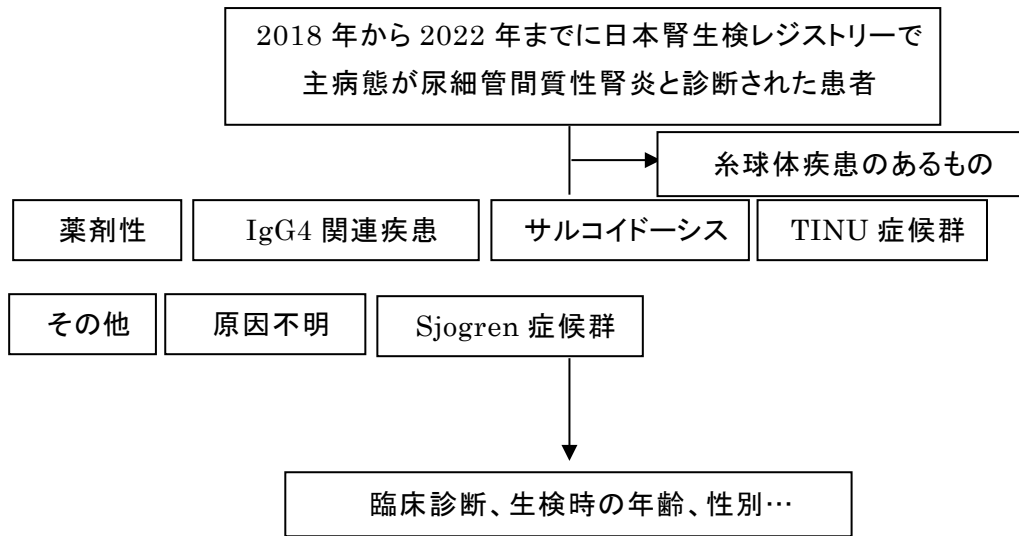 2018 年から 2022 年までに日本腎生検レジストリーで
主病態が尿細管間質性腎炎と診断された患者
糸球体疾患のあるもの
薬剤性
IgG4 関連疾患
サルコイドーシス
TINU 症候群
その他
原因不明
Sjogren 症候群
臨床診断、生検時の年齢、性別…